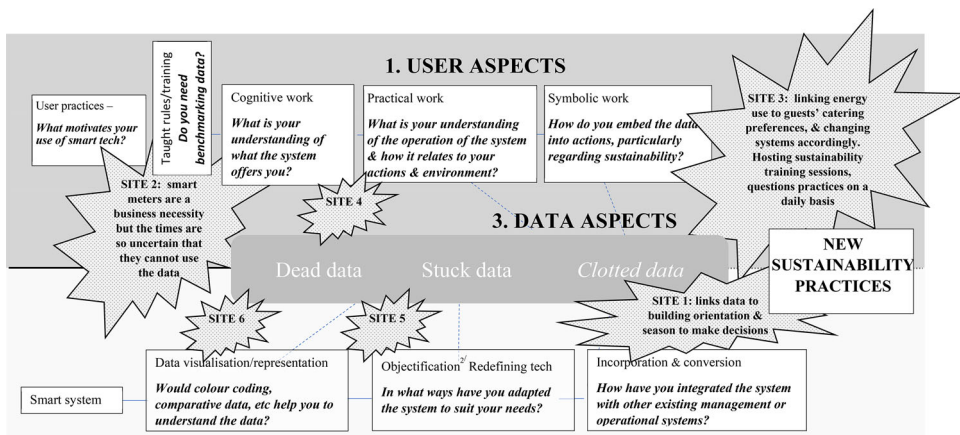 1. USER ASPECTS
User practices –
What motivates your
use of smart tech?
Taught rules/training
Do you need
benchmarking data?
Cognitive work
What is your
understanding of
what the system
offers you?
Practical work
What is your understanding
of the operation of the system
& how it relates to your
actions & environment?
Symbolic work
How do you embed the data
into actions, particularly
regarding sustainability?
SITE 3: linking energy
use to guests' catering
preferences, & changing
systems accordingly.
Hosting sustainability
training sessions,
questions practices on a
daily basis
SITE 2: smart
meters are a
business necessity
but the times are
so uncertain that
they cannot use
the data
SITE 4
3. DATA ASPECTS
Dead data
Stuck data
Clotted data
NEW
SUSTAINABILITY
PRACTICES
SITE 1: links data to
building orientation &
season to make decisions
SITE 6
SITE 5
Smart system
Data visualisation/representation
Would colour coding,
comparative data, etc help you to
understand the data?
Objectification2/ Redefining tech
In what ways have you adapted
the system to suit your needs?
Incorporation & conversion
How have you integrated the system
with other existing management or
operational systems?